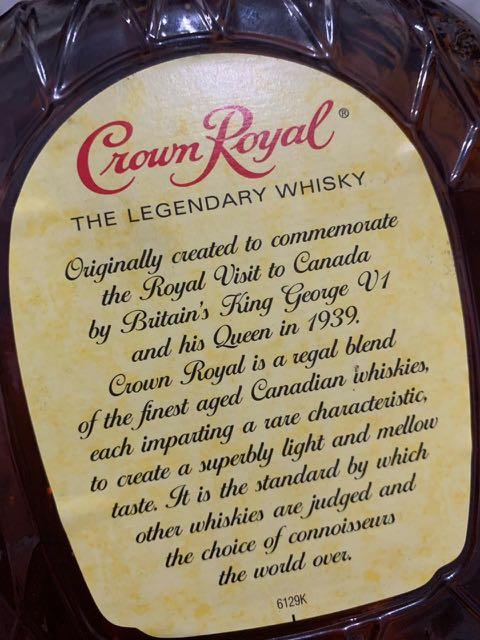 Crown Royal®
THE LEGENDARY WHISKY
Originally created to commemorate
the Royal Visit to Canada
by Britain's King George V1
and his Queen in 1939.
Crown Royal is a regal blend
of the finest aged Canadian whiskies,
each imparting a rare characteristic,
to create a superbly light and mellow
taste. It is the standard by which
other whiskies are judged and
the choice of connoisseurs
the world over.
6129K